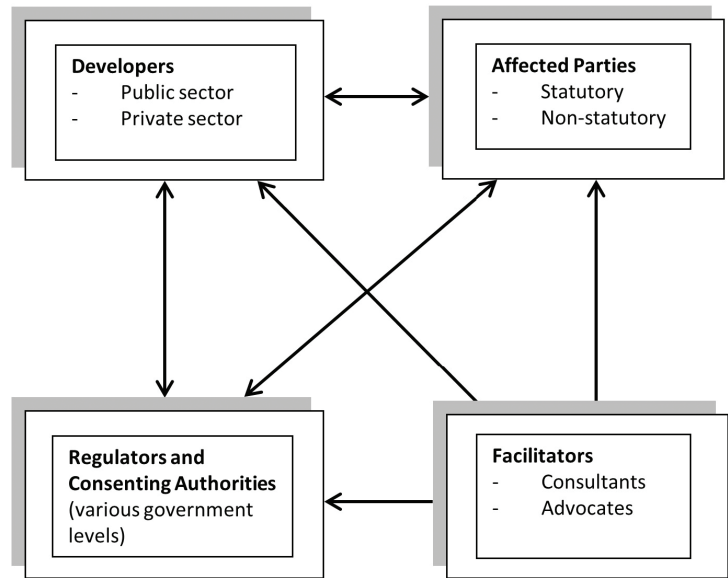 Developers
- Public sector
- Private sector
Affected Parties
- Statutory
- Non-statutory
Regulators and
Consenting Authorities
(various government
levels)
Facilitators
- Consultants
- Advocates